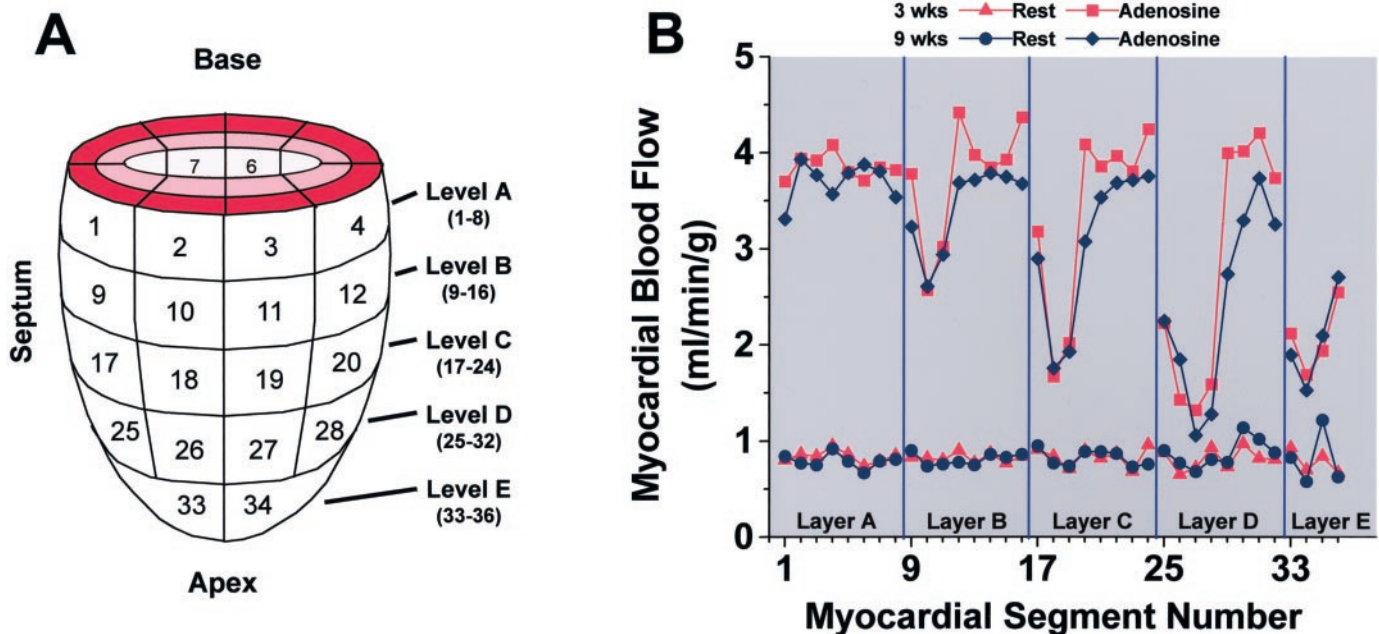 A
Base
7 6
1 2 3 4
9 10 11 12
17 18 19 20
25 26 27 28
33 34
Septum
Level A
(1-8)
Level B
(9-16)
Level C
(17-24)
Level D
(25-32)
Level E
(33-36)
Apex
B
3 wks Rest Adenosine
9 wks Rest Adenosine
Myocardial Blood Flow
(ml/min/g)
5
4
3
2
1
0
Layer A Layer B Layer C Layer D Layer E
1 9 17 25 33
Myocardial Segment Number